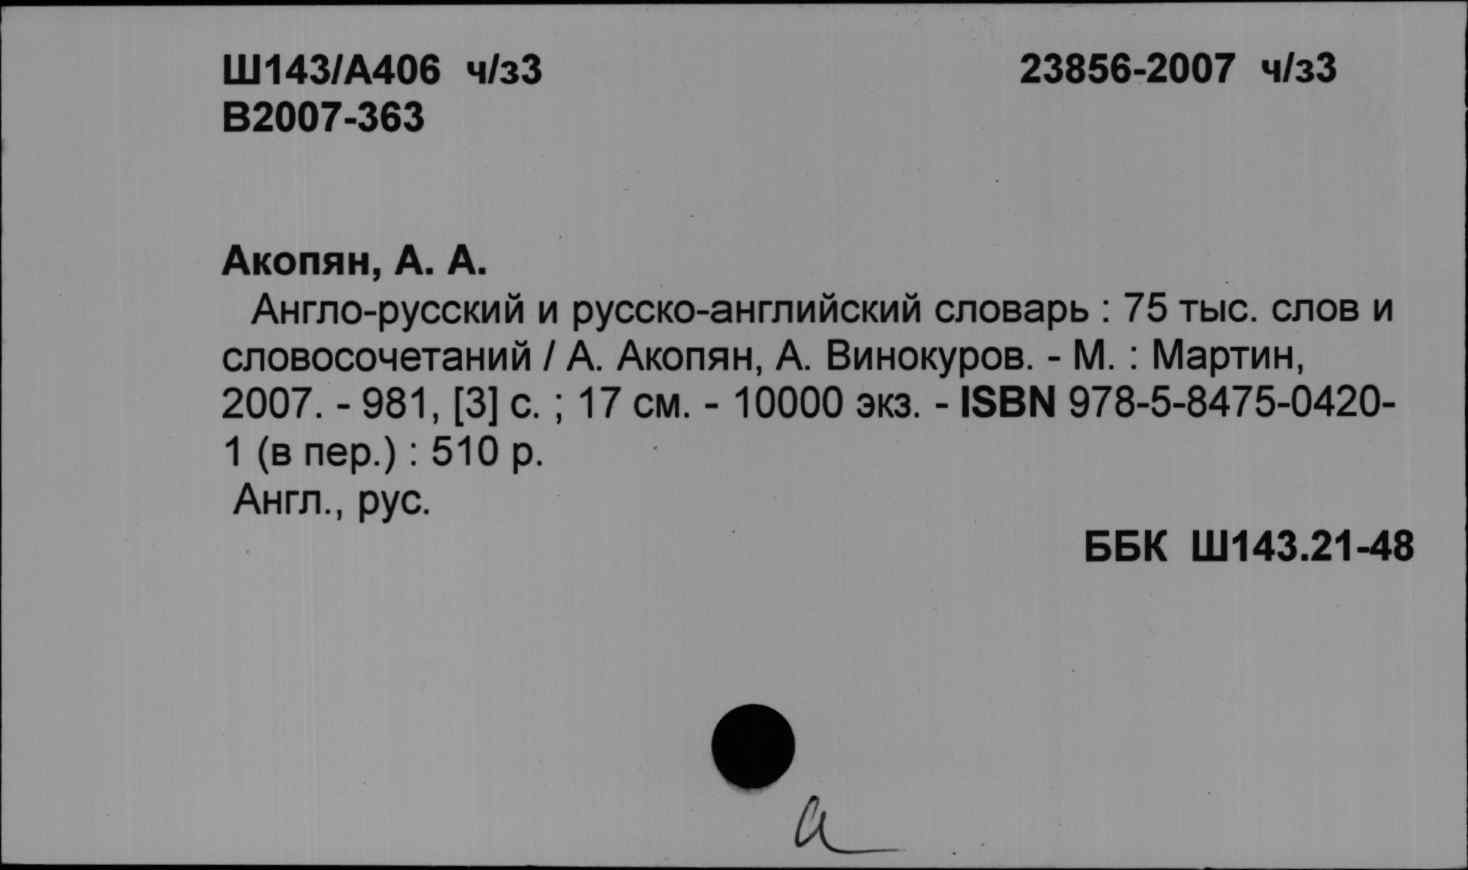 Ш143/А406 ч/з3 23856-2007 ч/з3
В2007-363
Акопян, А. А.
Англо-русский и русско-английский словарь : 75 тыс. слов и
словосочетаний / А. Акопян, А. Винокуров. - М. : Мартин,
2007. - 981, [3] с. ; 17 см. - 10000 экз. - ISBN 978-5-8475-0420-
1 (в пер.) : 510 р.
Англ., рус.
ББК Ш143.21-48
а